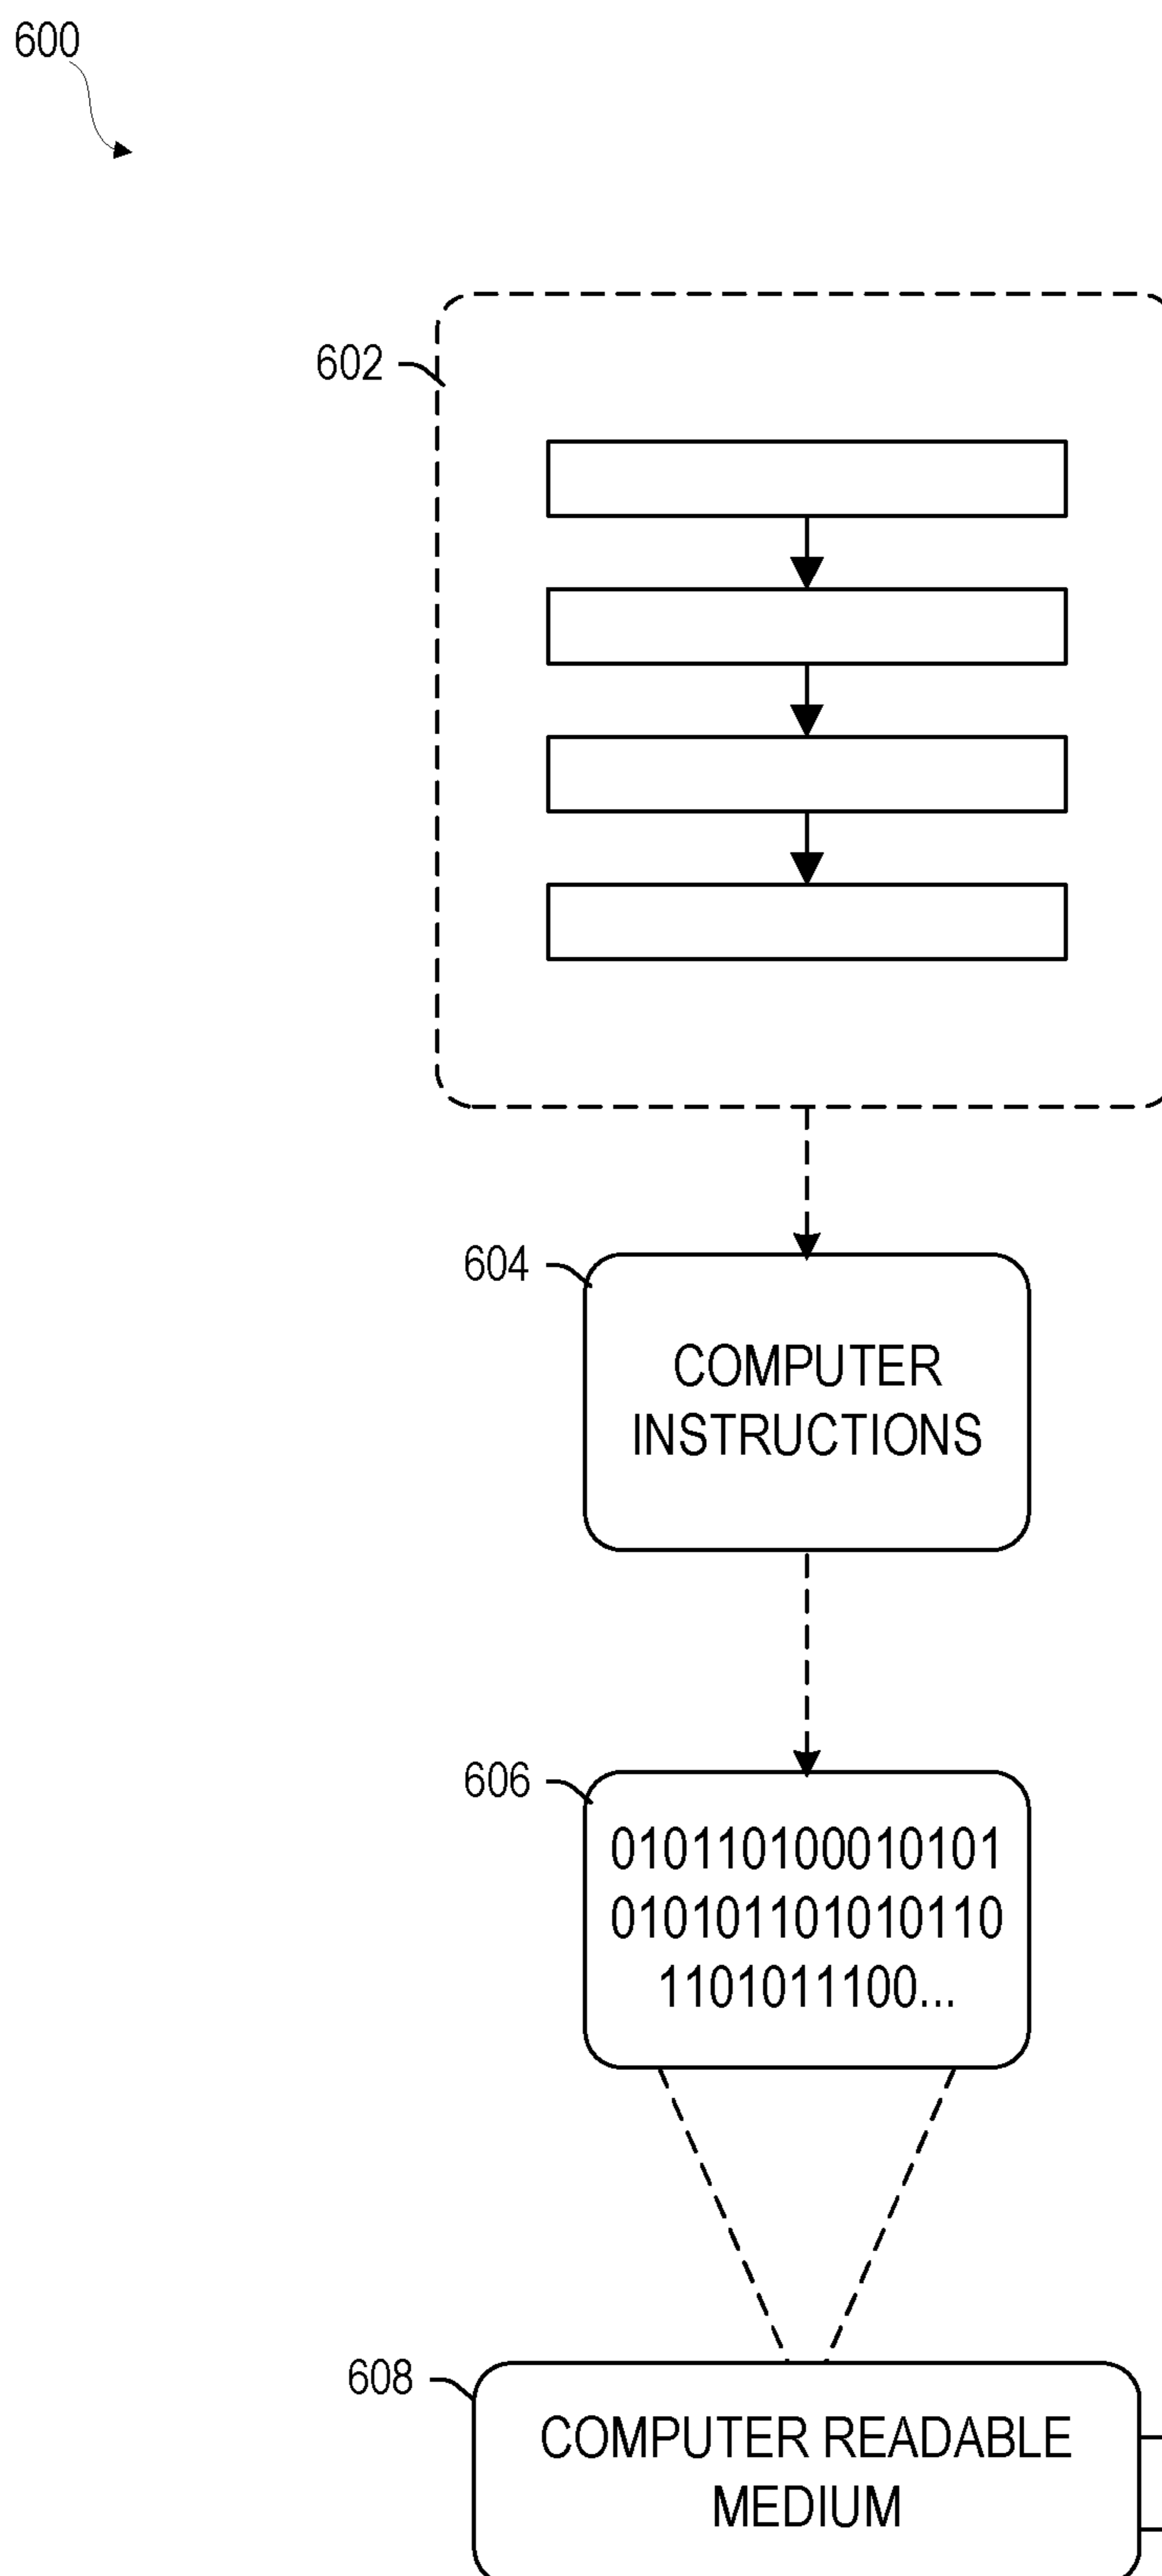 600
602
604
COMPUTER
INSTRUCTIONS
606
010110100010101
010101101010110
1101011100...
608
COMPUTER READABLE
MEDIUM